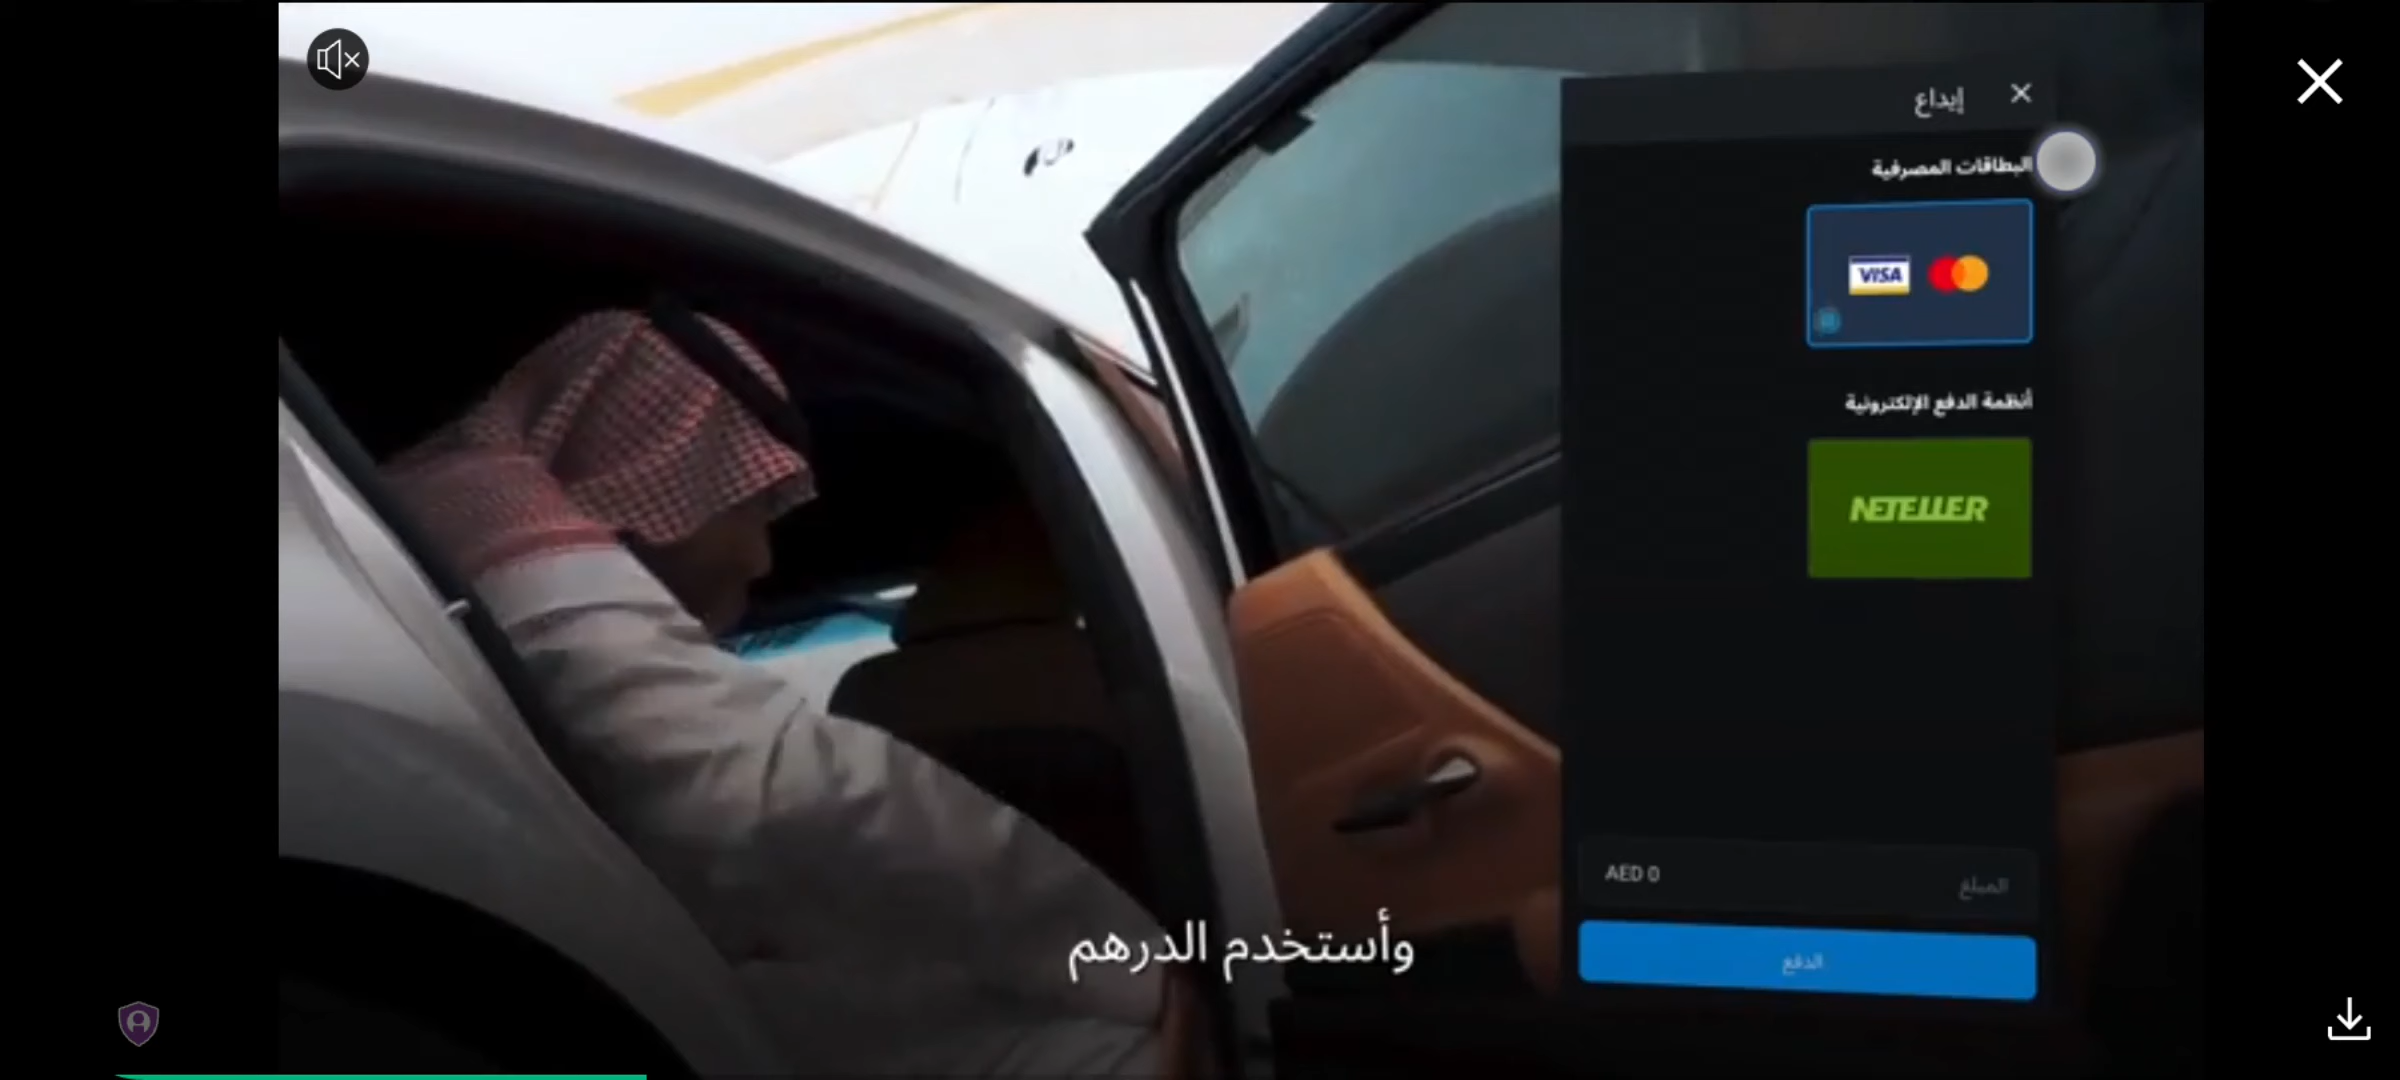 إيداع
البطاقات المصرفية
VISA
أنظمة الدفع الإلكترونية
NETELLER
المبلغ
AED 0
الدفع
وأستخدم الدرهم